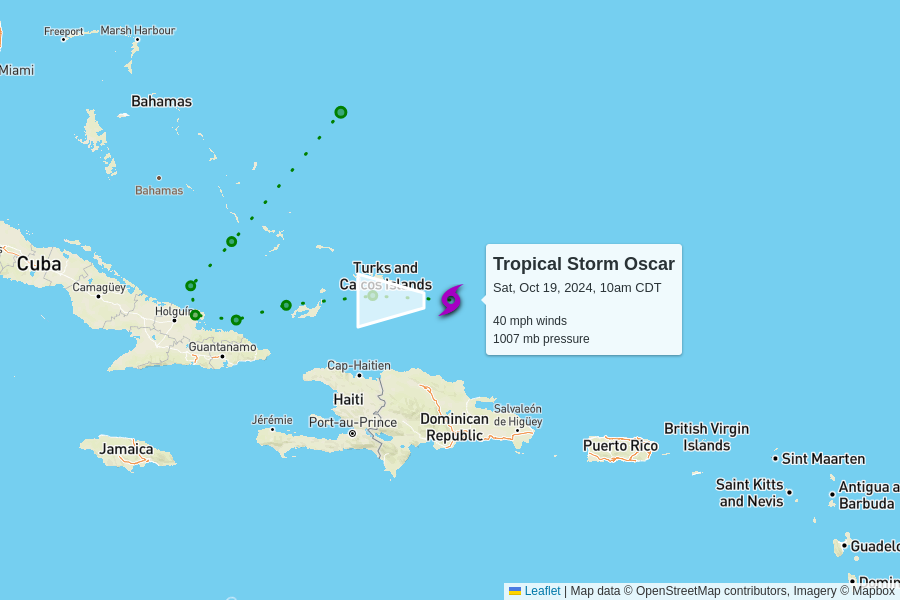 Freeport
Marsh Harbour
Miami
Bahamas
Bahamas
Cuba
Camagüey
Holguín
Guantanamo
Turks and
Caicos Islands
Tropical Storm Oscar
Sat, Oct 19, 2024, 10am CDT
40 mph winds
1007 mb pressure
Cap-Haitien
Haiti
Jérémie
Port-au-Prince
Dominican
Republic
Salvaleón
de Higüey
Jamaica
Puerto Rico
British Virgin
Islands
Sint Maarten
Saint Kitts
and Nevis
Antigua a
Barbuda
Guadelo
Domin
Leaflet | Map data © OpenStreetMap contributors, Imagery © Mapbox